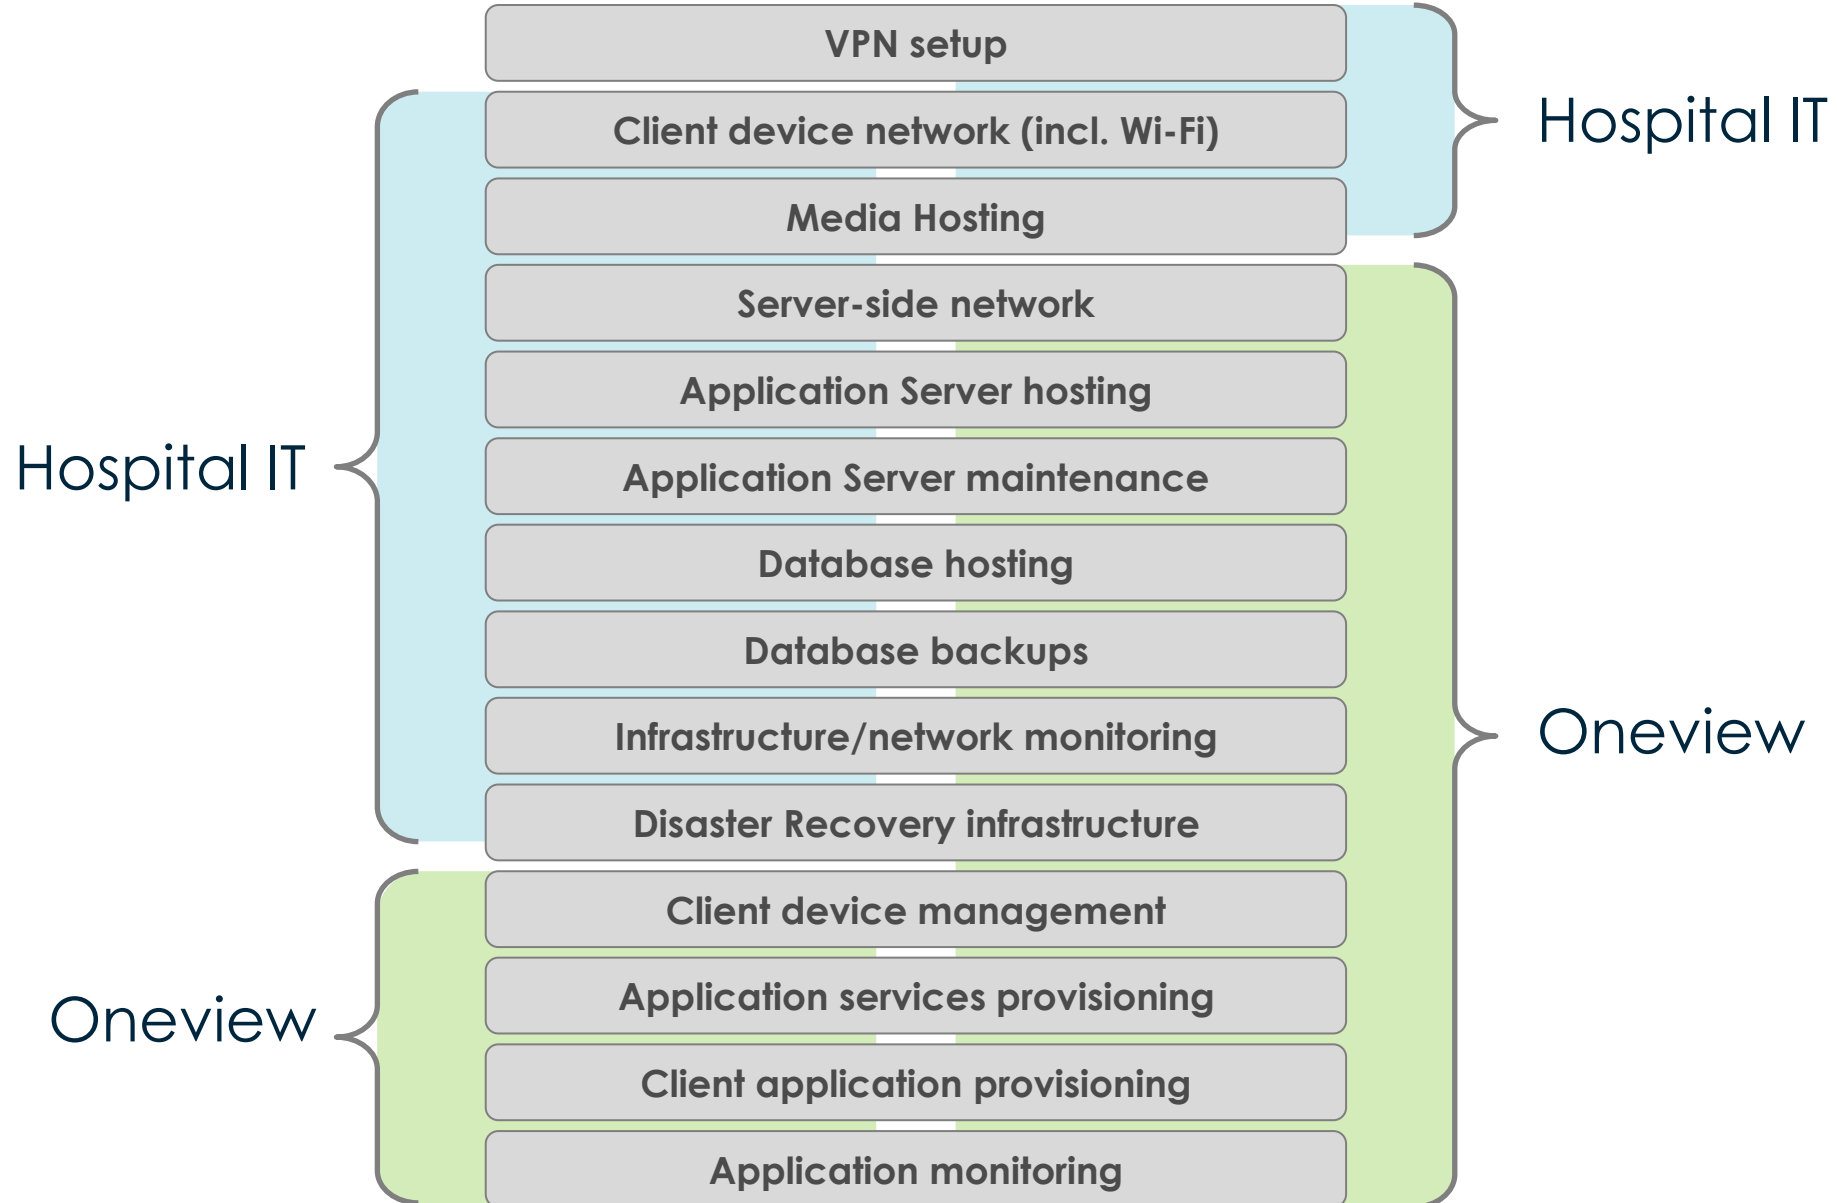 VPN setup
Client device network (incl. Wi-Fi)
Hospital IT
Media Hosting
Server-side network
Application Server hosting
Hospital IT
Application Server maintenance
Database hosting
Database backups
Infrastructure/network monitoring
Oneview
Disaster Recovery infrastructure
Client device management
Application services provisioning
Oneview
Client application provisioning
Application monitoring